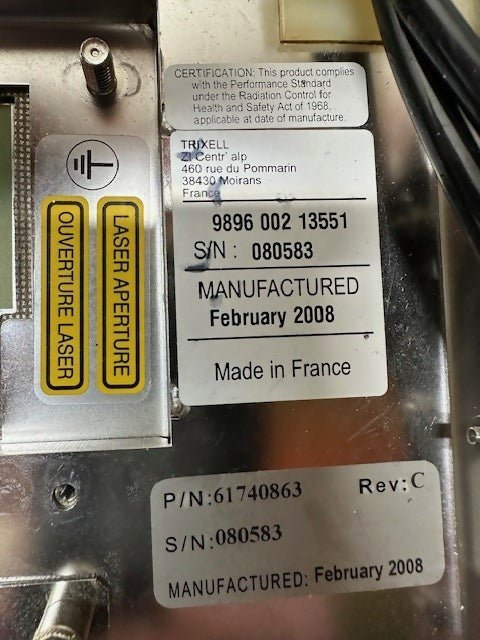 CERTIFICATION: This product complies
with the Performance Standard
under the Radiation Control for
Health and Safety Act of 1968,
applicable at date of manufacture.
TRIXELL
ZI Centr' alp
460 rue du Pommarin
38430 Moirans
France
9896 002 13551
S/N : 080583
MANUFACTURED
February 2008
Made in France
LASER APERTURE
OUVERTURE LASER
P/N:61740863 Rev:C
S/N:080583
MANUFACTURED: February 2008